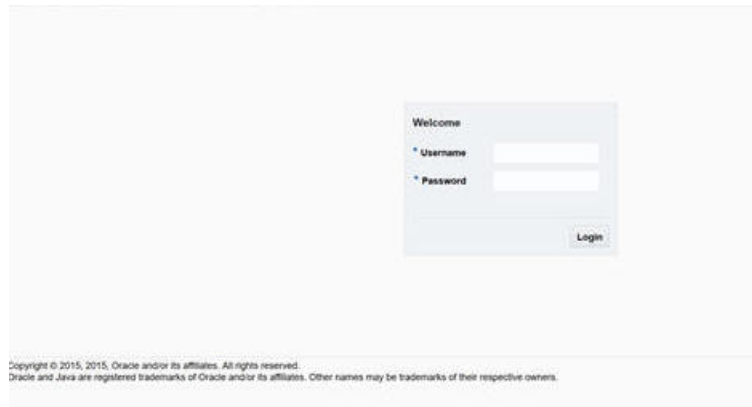 Welcome
* Username
* Password
Login
Copyright © 2015, 2015, Oracle and/or its affiliates. All rights reserved.
Oracle and Java are registered trademarks of Oracle and/or its affiliates. Other names may be trademarks of their respective owners.